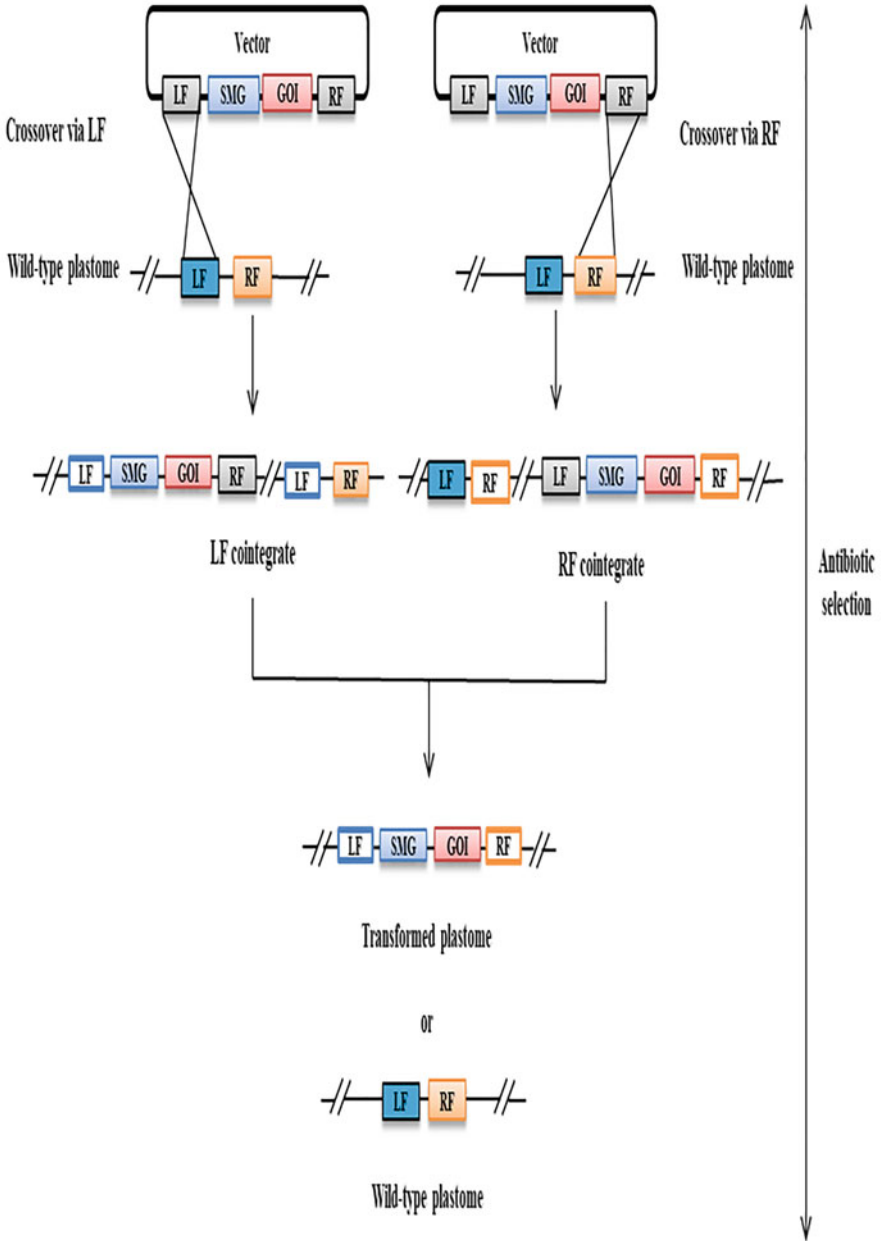 Vector
LF SMG GOI RF
Vector
LF SMG GOI RF
Crossover via LF
Crossover via RF
Wild-type plastome
LF RF
LF RF
Wild-type plastome
LF SMG GOI RF LF RF
LF RF LF SMG GOI RF
LF cointegrate
RF cointegrate
Antibiotic
selection
LF SMG GOI RF
Transformed plastome
or
LF RF
Wild-type plastome